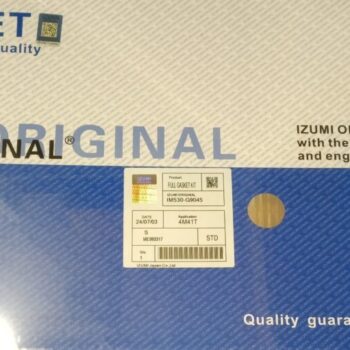 ET
uality
ORIGINAL
NAL®
IZUMI O
with the
and eng
Product
FULL GASKET KIT
IZUMI ORIGINAL
IM530-G9045
DATE
24/07/03
Application
4M41T
STD
1
IZUMI Japan Co.,Ltd
Quality guara